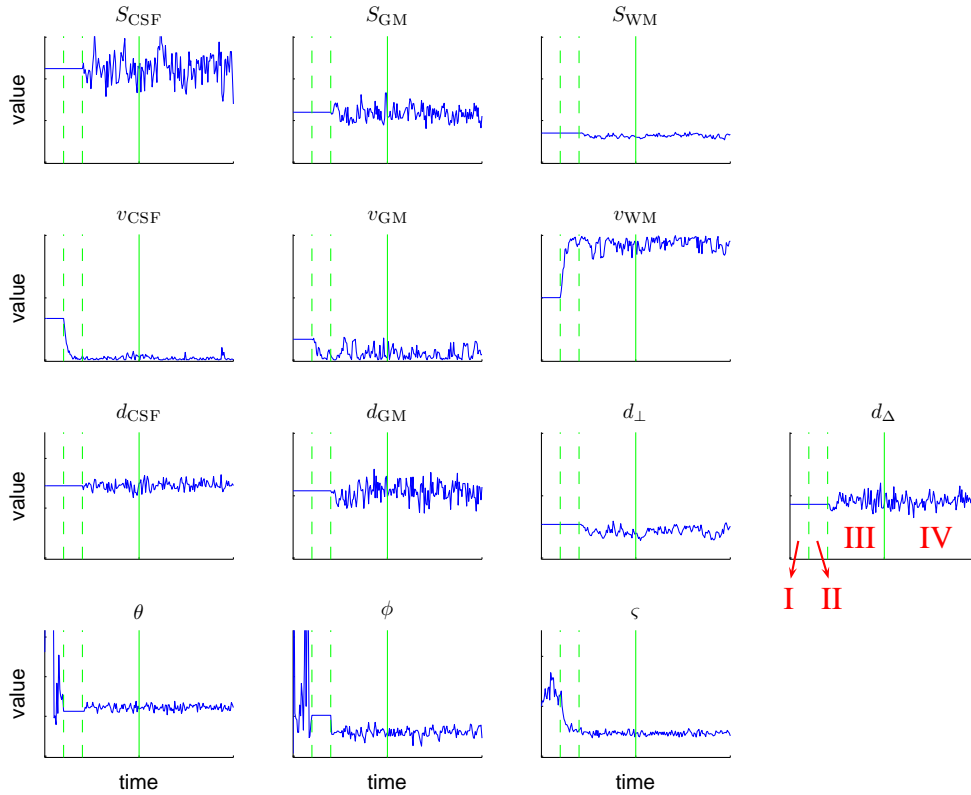 S_CSF S_GM S_WM
value
v_CSF v_GM v_WM
value
d_CSF d_GM d_⊥ d_Δ
value
III IV
I II
θ ϕ ς
value
time time time